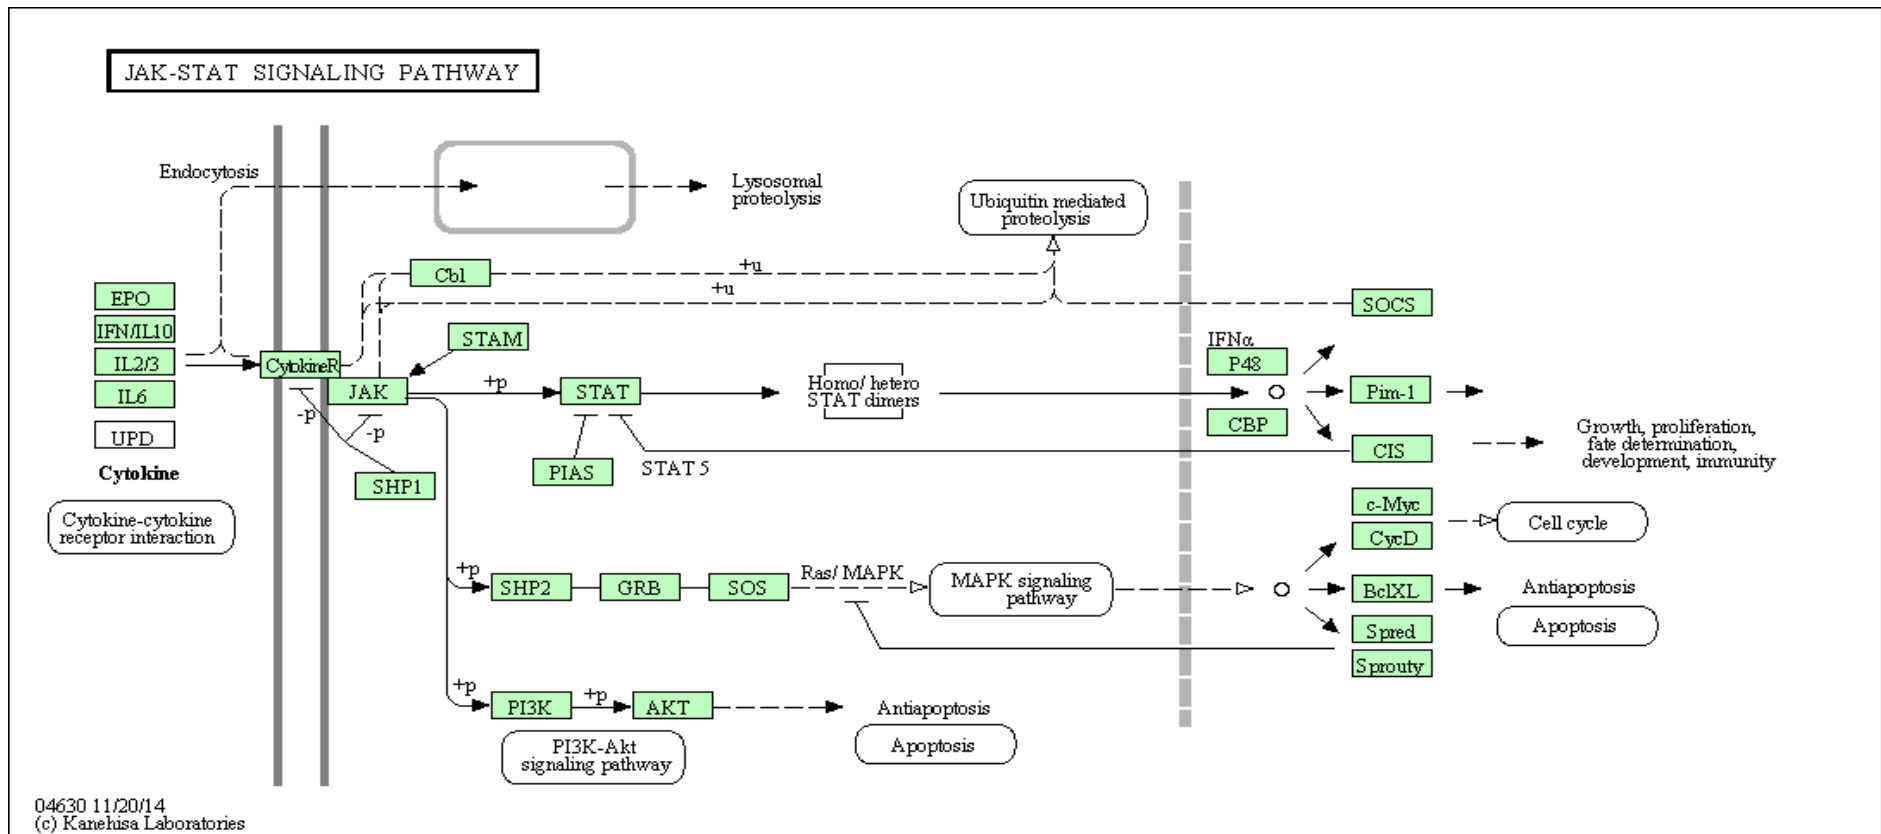 JAK-STAT SIGNALING PATHWAY
Endocytosis
Lysosomal
proteolysis
Ubiquitin mediated
proteolysis
Cbl
+u
+u
EPO
IFN/IL10
IL2/3
IL6
UPD
Cytokine
Cytokine-cytokine
receptor interaction
CytokineR
JAK
STAM
+p
STAT
Homo/ hetero
STAT dimers
IFNα
P48
CBP
SOCS
Pim-1
CIS
Growth, proliferation,
fate determination,
development, immunity
-p
-p
SHP1
PIAS
STAT 5
c-Myc
CycD
Cell cycle
+p
SHP2
GRB
SOS
Ras/ MAPK
MAPK signaling
pathway
BclXL
Antiapoptosis
Apoptosis
Spred
Sprouty
+p
PI3K
+p
AKT
Antiapoptosis
Apoptosis
PI3K-Akt
signaling pathway
04630 11/20/14
(c) Kanehisa Laboratories